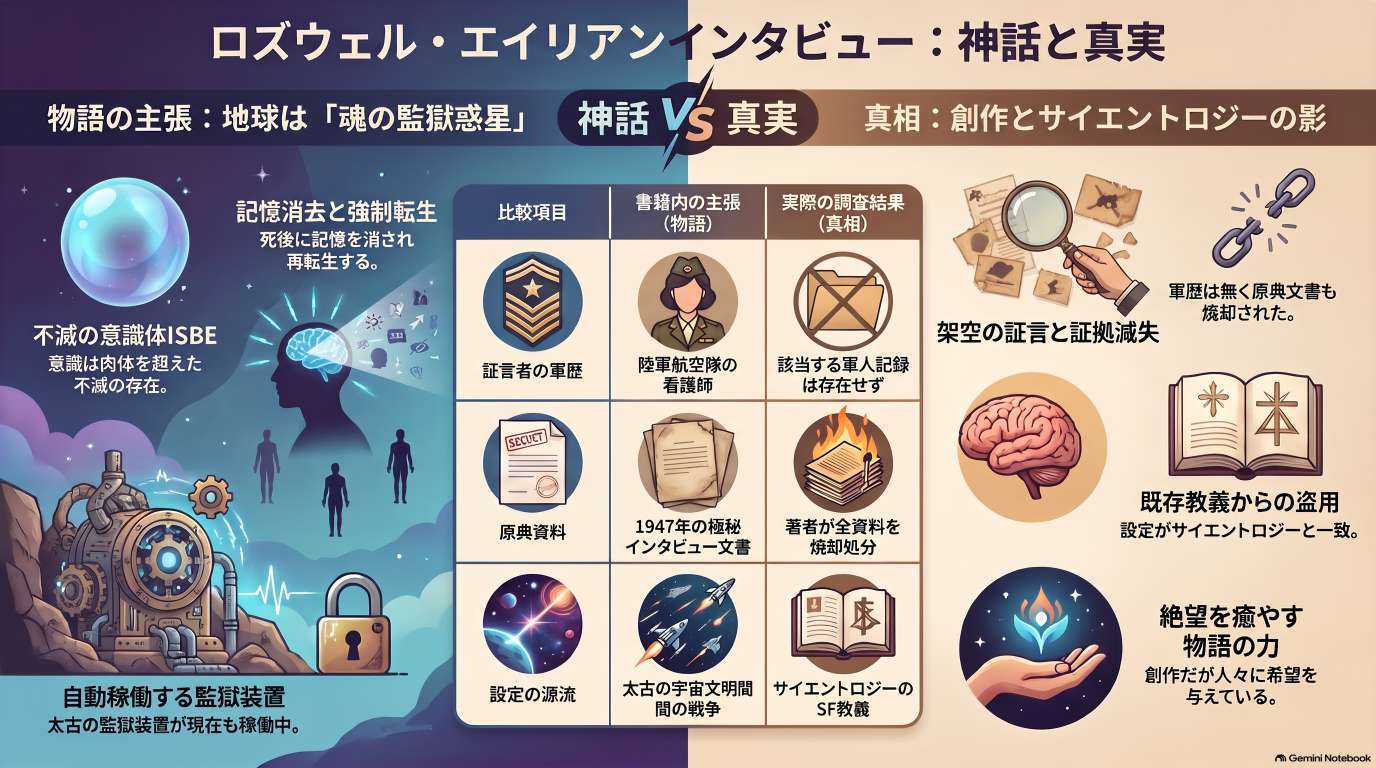 ロズウェル・エイリアンインタビュー：神話と真実
物語の主張：地球は「魂の監獄惑星」
神話 VS 真実
真相：創作とサイエントロジーの影
記憶消去と強制転生
死後に記憶を消され
再転生する。
不滅の意識体ISBE
意識は肉体を超えた
不滅の存在。
自動稼働する監獄装置
太古の監獄装置が現在も稼働中。
比較項目
書籍内の主張
（物語）
実際の調査結果
（真相）
証言者の軍歴
陸軍航空隊の
看護師
該当する軍人記録
は存在せず
SECUCT
原典資料
1947年の極秘
インタビュー文書
著者が全資料を
焼却処分
設定の源流
太古の宇宙文明間
間の戦争
サイエントロジーの
SF教義
架空の証言と証拠減失
軍歴は無く原典文書も
焼却された。
既存教義からの盗用
設定がサイエントロジーと一致。
絶望を癒やす
物語の力
創作だが人々に希望を
与えている。
Gemini Notebook